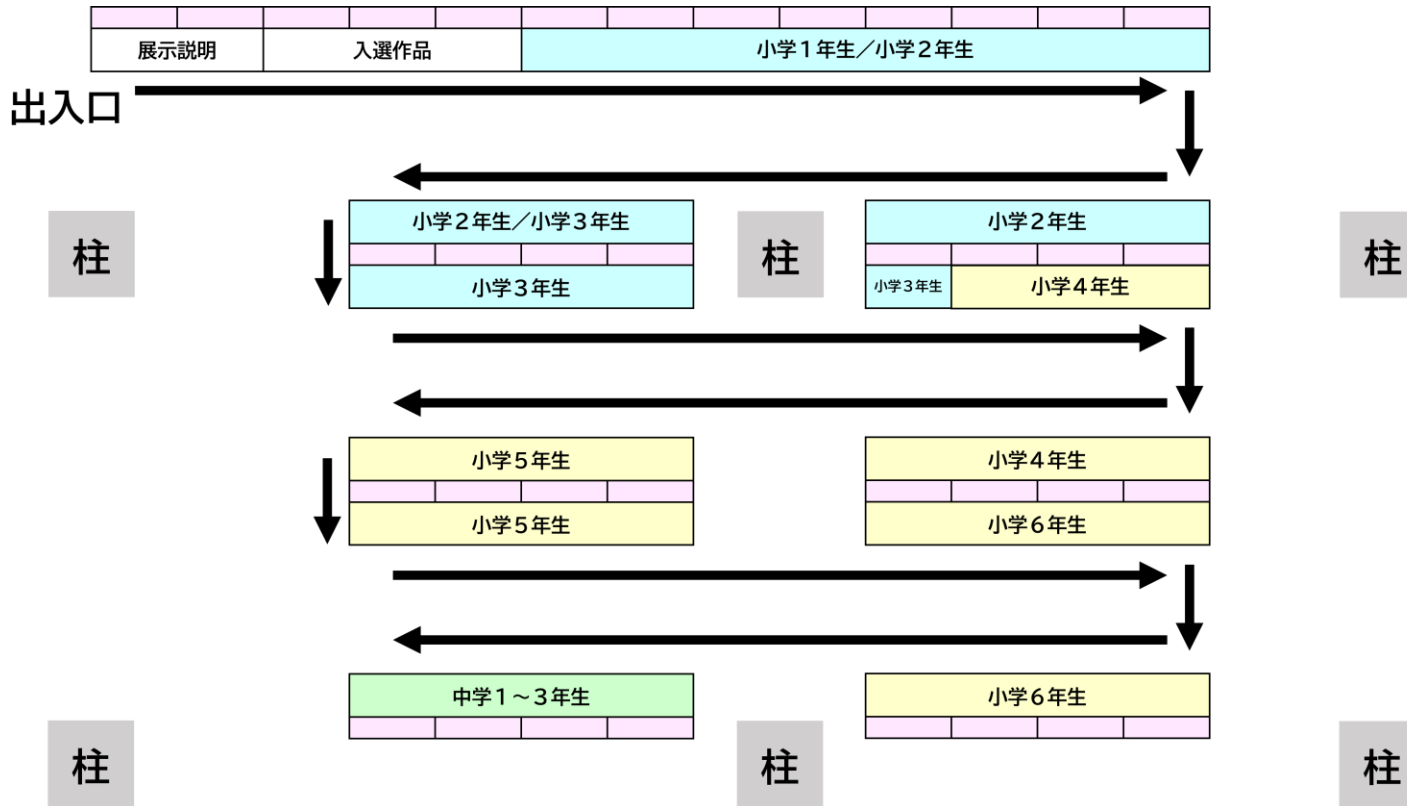 展示説明
入選作品
小学1年生／小学2年生
出入口
柱
小学2年生／小学3年生
柱
小学2年生
柱
小学3年生
小学3年生
小学4年生
小学5年生
小学4年生
小学5年生
小学6年生
中学1～3年生
小学6年生
柱
柱
柱